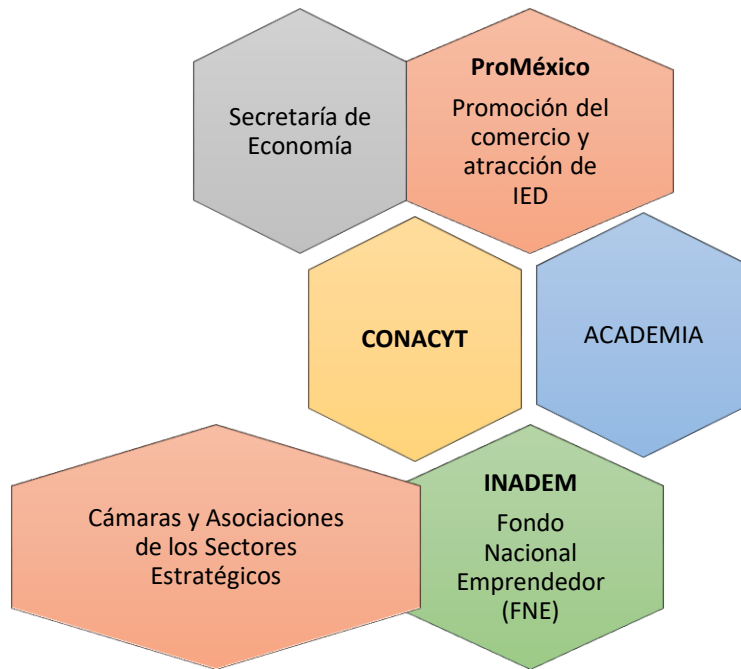 Secretaría de
Economía
ProMéxico
Promoción del
comercio y
atracción de
IED
CONACYT
ACADEMIA
Cámaras y Asociaciones
de los Sectores
Estratégicos
INADEM
Fondo
Nacional
Emprendedor
(FNE)